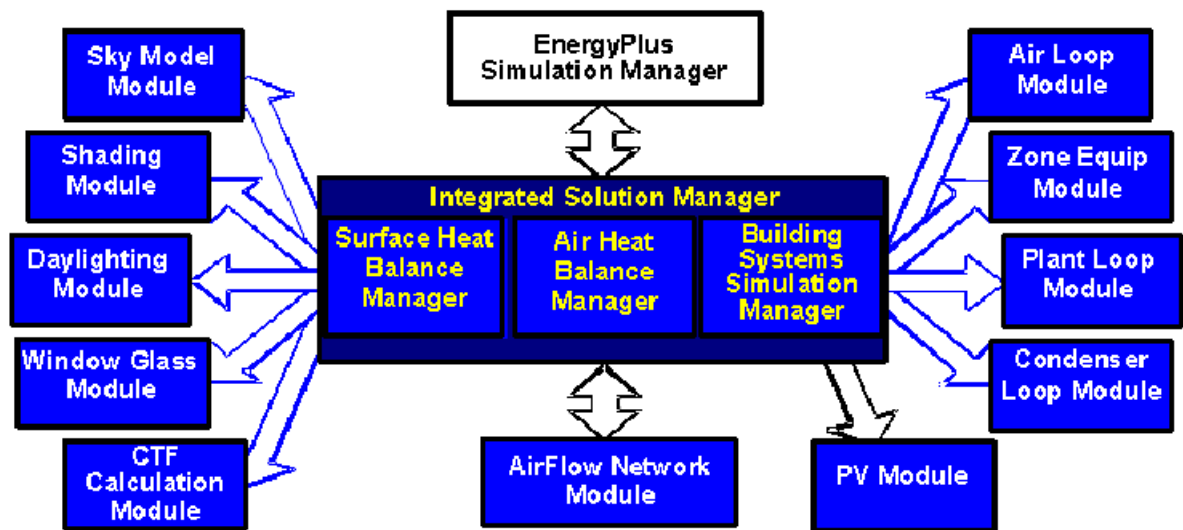 EnergyPlus
Simulation Manager
Sky Model
Module
Shading
Module
Daylighting
Module
Window Glass
Module
CTF
Calculation
Module
Integrated Solution Manager
Surface Heat
Balance
Manager
Air Heat
Balance
Manager
Building
Systems
Simulation
Manager
Air Loop
Module
Zone Equip
Module
Plant Loop
Module
Condenser
Loop Module
AirFlow Network
Module
PV Module